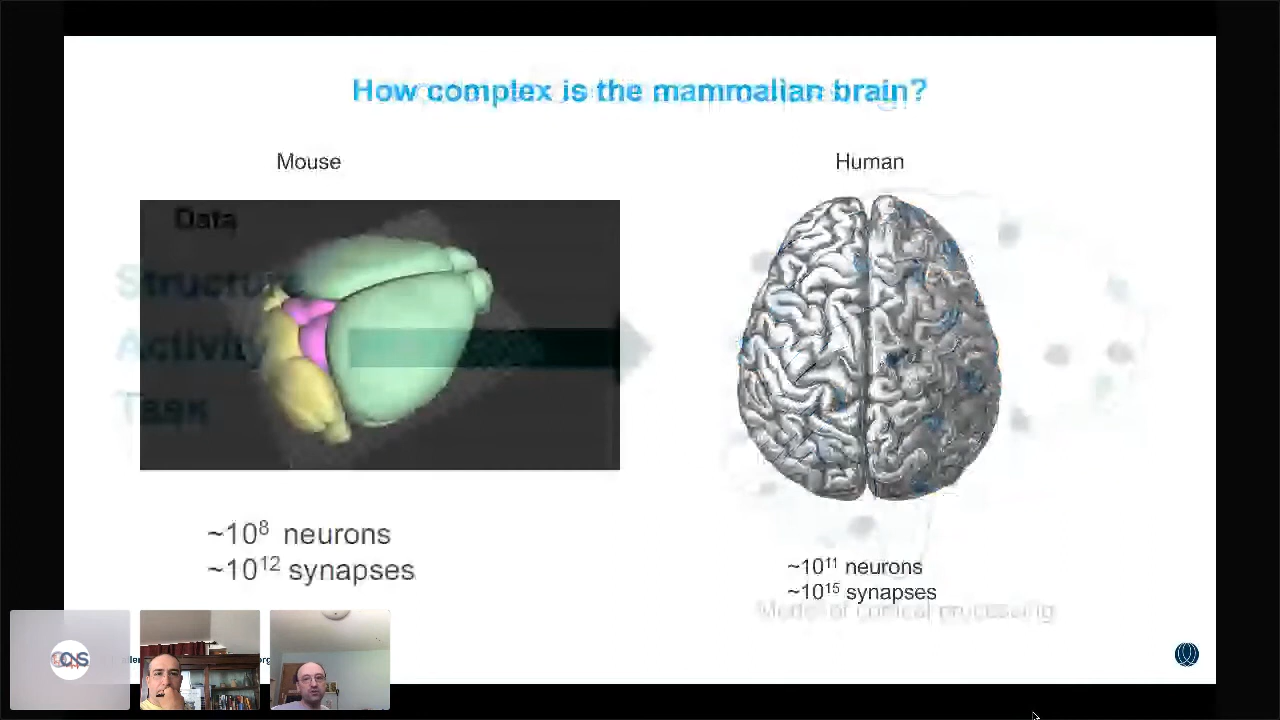 How complex is the mammalian brain?
Mouse
Human
Data
Structure
Activity
Task
~10⁸ neurons
~10¹² synapses
~10¹¹ neurons
~10¹⁵ synapses
Model of cortical processing